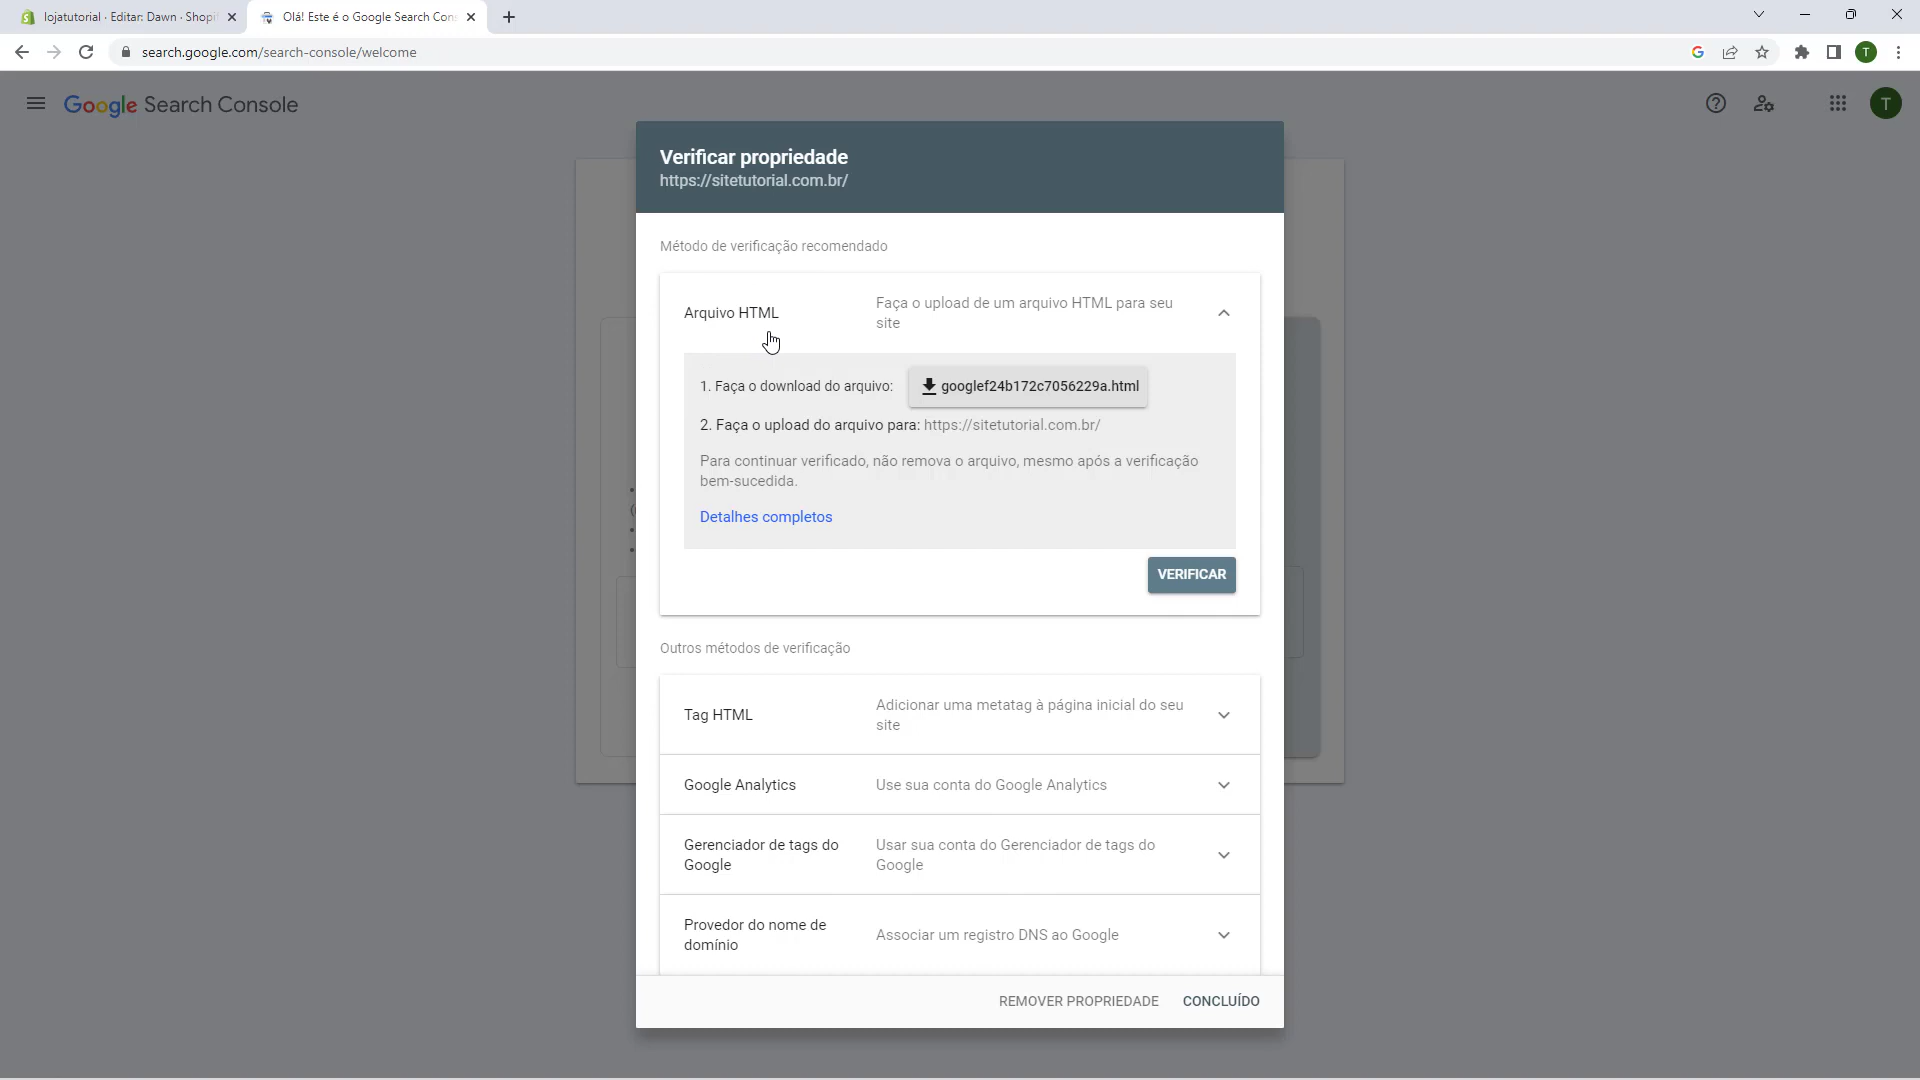 lojatutorial · Editar: Dawn · Shopif
Olá! Este é o Google Search Cons
search.google.com/search-console/welcome
T
Google Search Console
T
Verificar propriedade
https://sitetutorial.com.br/
Método de verificação recomendado
Arquivo HTML
Faça o upload de um arquivo HTML para seu
site
1. Faça o download do arquivo:
googlef24b172c7056229a.html
2. Faça o upload do arquivo para: https://sitetutorial.com.br/
Para continuar verificado, não remova o arquivo, mesmo após a verificação
bem-sucedida.
Detalhes completos
VERIFICAR
Outros métodos de verificação
Tag HTML
Adicionar uma metatag à página inicial do seu
site
Google Analytics
Use sua conta do Google Analytics
Gerenciador de tags do
Google
Usar sua conta do Gerenciador de tags do
Google
Provedor do nome de
domínio
Associar um registro DNS ao Google
REMOVER PROPRIEDADE
CONCLUÍDO